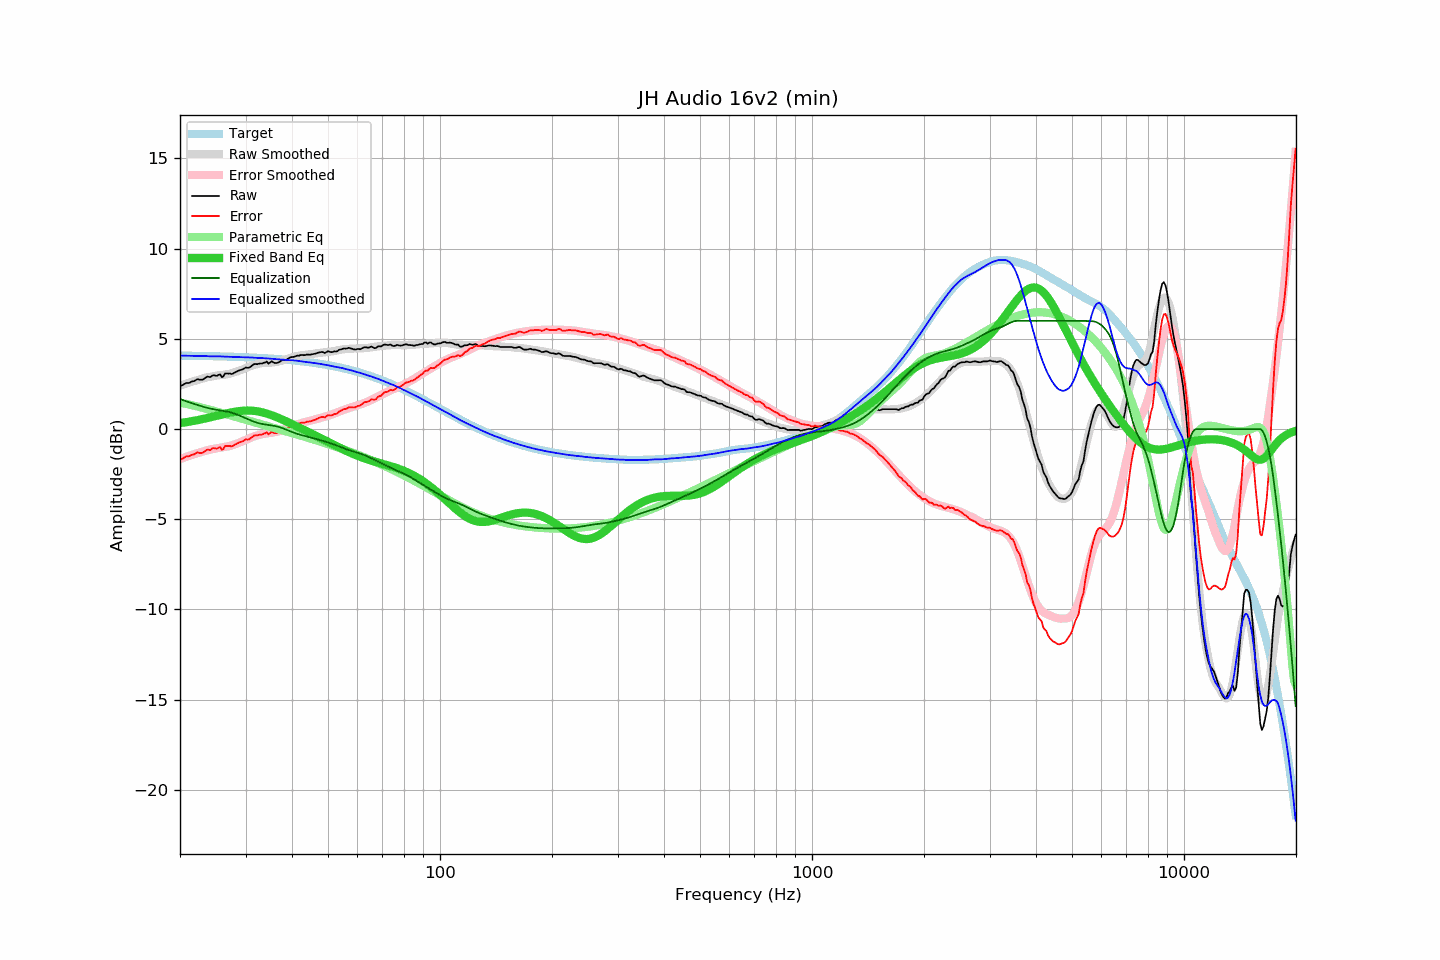 JH Audio 16v2 (min)
Target
Raw Smoothed
Error Smoothed
Raw
Error
Parametric Eq
Fixed Band Eq
Equalization
Equalized smoothed
15
10
5
0
−5
−10
−15
−20
Amplitude (dBr)
100
1000
10000
Frequency (Hz)